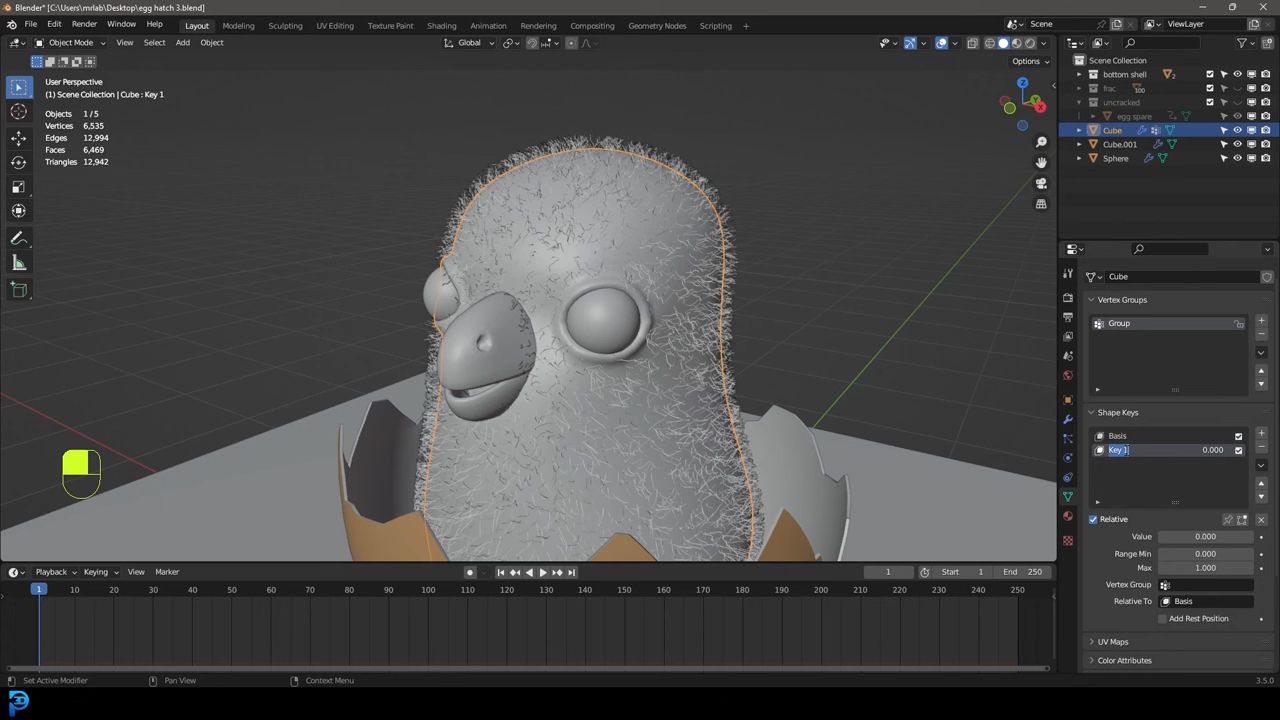 Blender* [C:\Users\mrlab\Desktop\egg hatch 3.blend]
File Edit Render Window Help Layout Modeling Sculpting UV Editing Texture Paint Shading Animation Rendering Compositing Geometry Nodes Scripting + Scene ViewLayer
Object Mode View Select Add Object Global
Options
User Perspective
(1) Scene Collection | Cube : Key 1
Objects 1/5
Vertices 6,535
Edges 12,994
Faces 6,469
Triangles 12,942
Z
X
Scene Collection
bottom shell 2
frac 100
uncracked
egg spare
Cube
Cube.001
Sphere
Cube
Vertex Groups
Group
Shape Keys
Basis
Key 1 0.000
Relative
Value 0.000
Range Min 0.000
Max 1.000
Vertex Group
Relative To Basis
Add Rest Position
UV Maps
Color Attributes
Playback Keying View Marker 1 Start 1 End 250
1 10 20 30 40 50 60 70 80 90 100 110 120 130 140 150 160 170 180 190 200 210 220 230 240 250
Set Active Modifier Pan View Context Menu 3.5.0